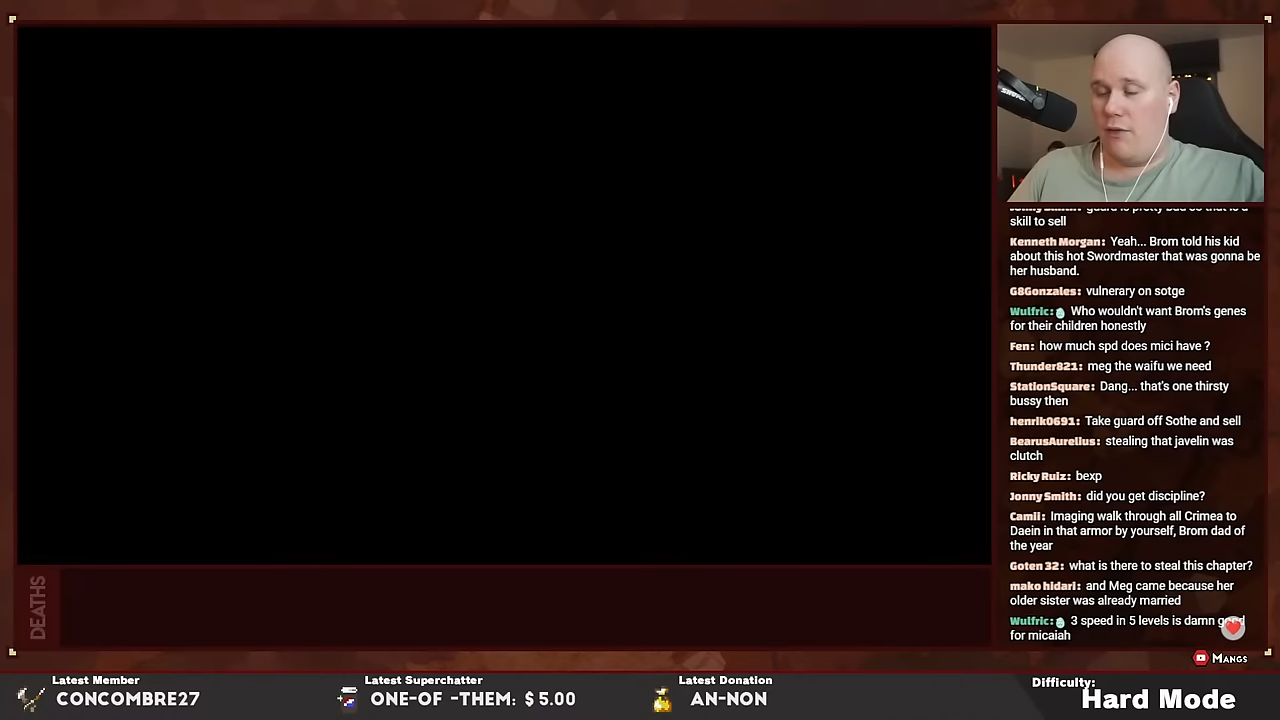 SHURE
skill to sell
Kenneth Morgan: Yeah... Brom told his kid
about this hot Swordmaster that was gonna be
her husband.
G8Gonzales: vulnerary on sotge
Wulfric: Who wouldn't want Brom's genes
for their children honestly
Fen: how much spd does mici have ?
Thunder821: meg the waifu we need
StationSquare: Dang... that's one thirsty
bussy then
henrik0691: Take guard off Sothe and sell
BearusAurelius: stealing that javelin was
clutch
Ricky Ruiz: bexp
Jonny Smith: did you get discipline?
Camii: Imaging walk through all Crimea to
Daein in that armor by yourself, Brom dad of
the year
Goten 32: what is there to steal this chapter?
mako hidari: and Meg came because her
older sister was already married
Wulfric: 3 speed in 5 levels is damn good
for micaiah
DEATHS
MANGS
Latest Member
CONCOMBRE27
Latest Superchatter
ONE-OF -THEM: $ 5.00
Latest Donation
AN-NON
Difficulty:
Hard Mode